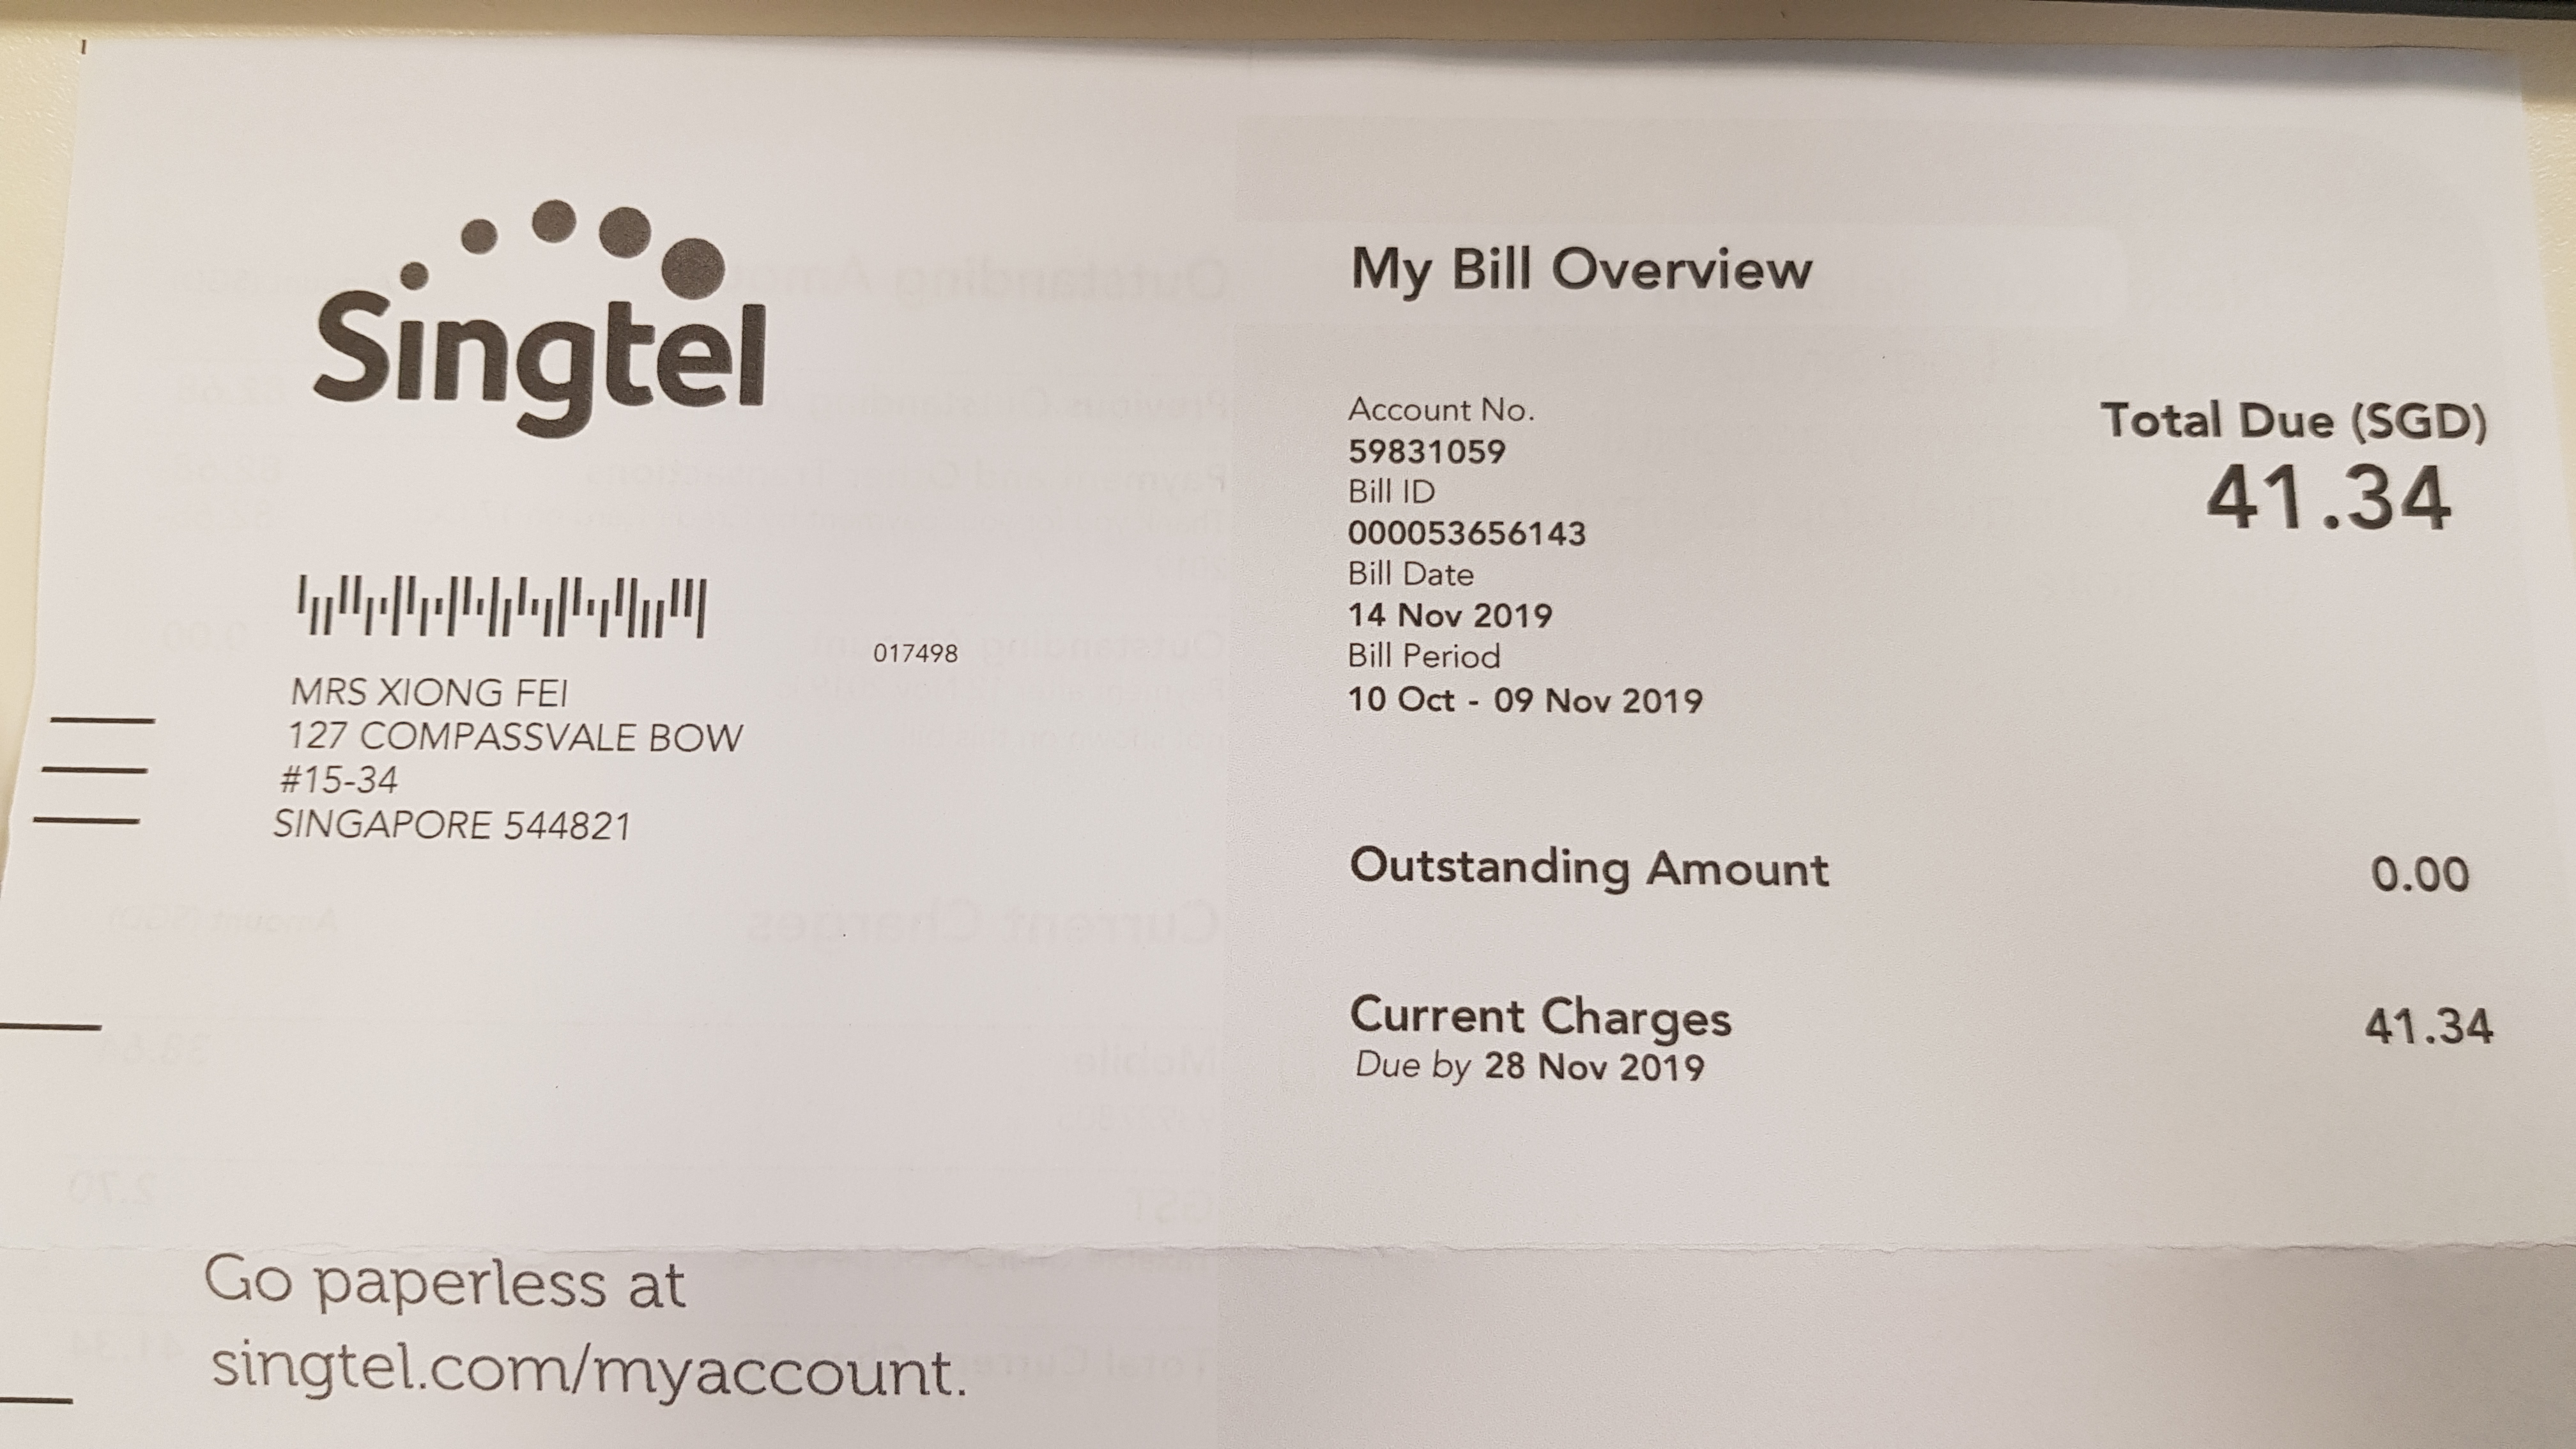 Singtel
017498
MRS XIONG FEI
127 COMPASSVALE BOW
#15-34
SINGAPORE 544821
My Bill Overview
Account No.
59831059
Bill ID
000053656143
Bill Date
14 Nov 2019
Bill Period
10 Oct - 09 Nov 2019
Total Due (SGD)
41.34
Outstanding Amount 0.00
Current Charges 41.34
Due by 28 Nov 2019
Go paperless at
singtel.com/myaccount.